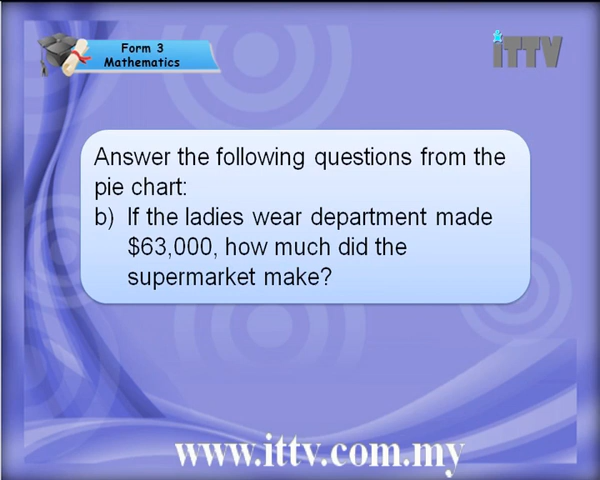 Form 3
Mathematics
iTTV
Answer the following questions from the
pie chart:
b) If the ladies wear department made
$63,000, how much did the
supermarket make?
www.ittv.com.my